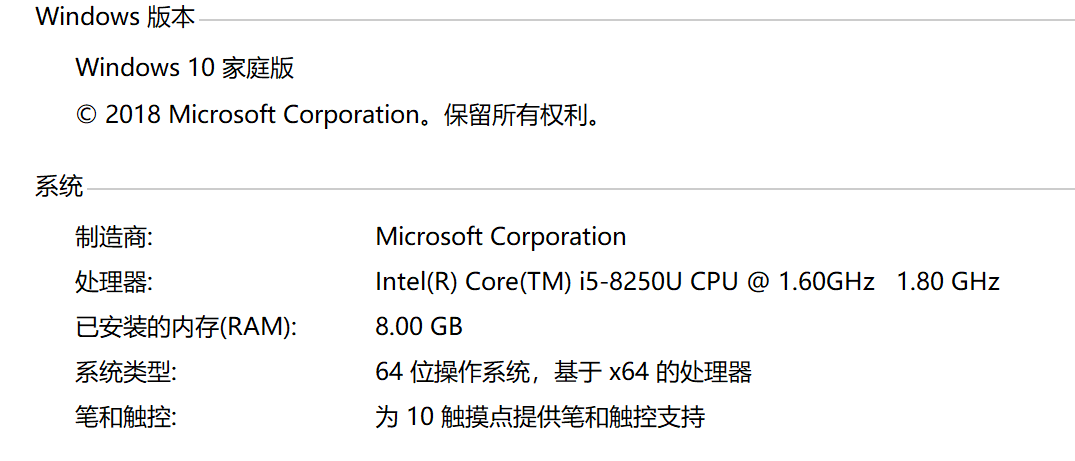 Windows 版本
Windows 10 家庭版
© 2018 Microsoft Corporation。保留所有权利。
系统
制造商: Microsoft Corporation
处理器: Intel(R) Core(TM) i5-8250U CPU @ 1.60GHz 1.80 GHz
已安装的内存(RAM): 8.00 GB
系统类型: 64 位操作系统，基于 x64 的处理器
笔和触控: 为 10 触摸点提供笔和触控支持